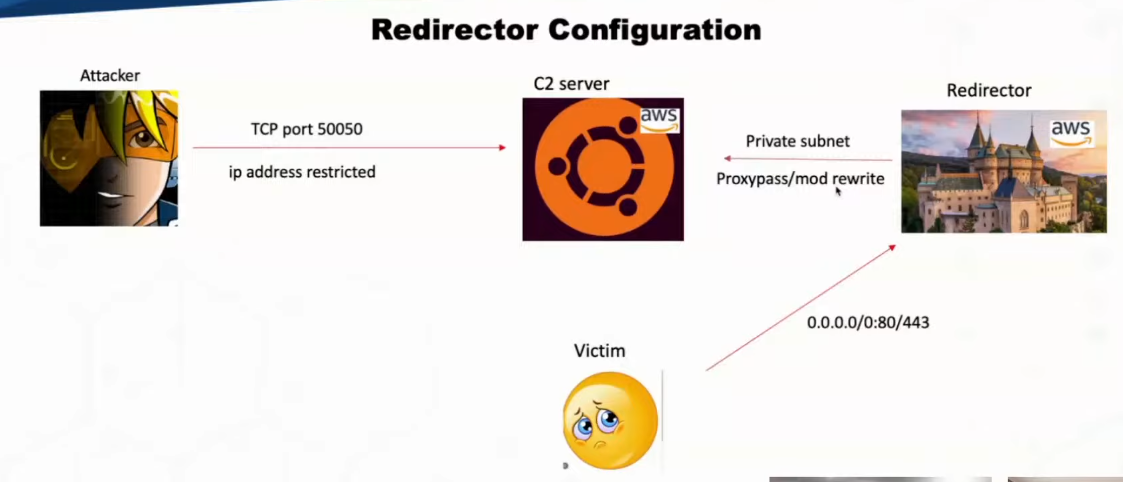 Redirector Configuration
Attacker
C2 server
Redirector
aws
aws
TCP port 50050
ip address restricted
Private subnet
Proxypass/mod rewrite
0.0.0.0/0:80/443
Victim